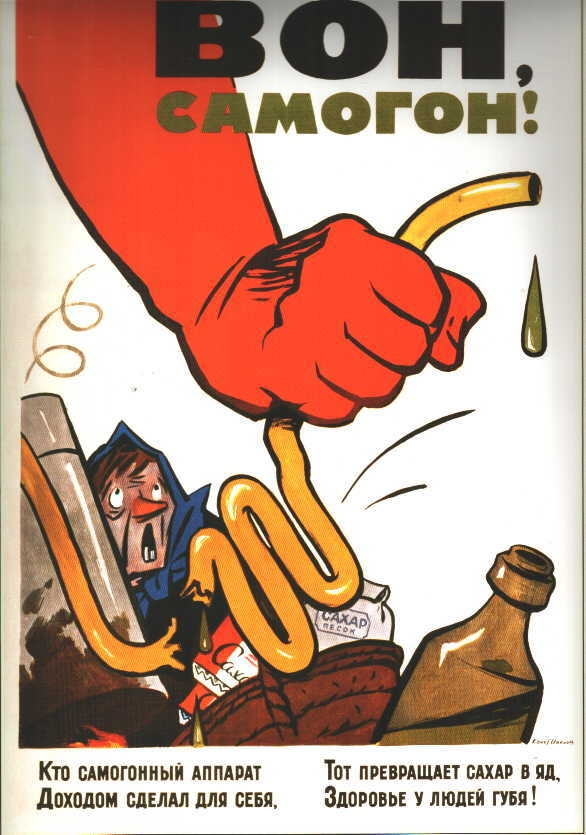 ВОН,
САМОГОН!
САХАР
ПЕСОК
КТО САМОГОННЫЙ АППАРАТ
ДОХОДОМ СДЕЛАЛ ДЛЯ СЕБЯ,
ТОТ ПРЕВРАЩАЕТ САХАР В ЯД,
ЗДОРОВЬЕ У ЛЮДЕЙ ГУБЯ!